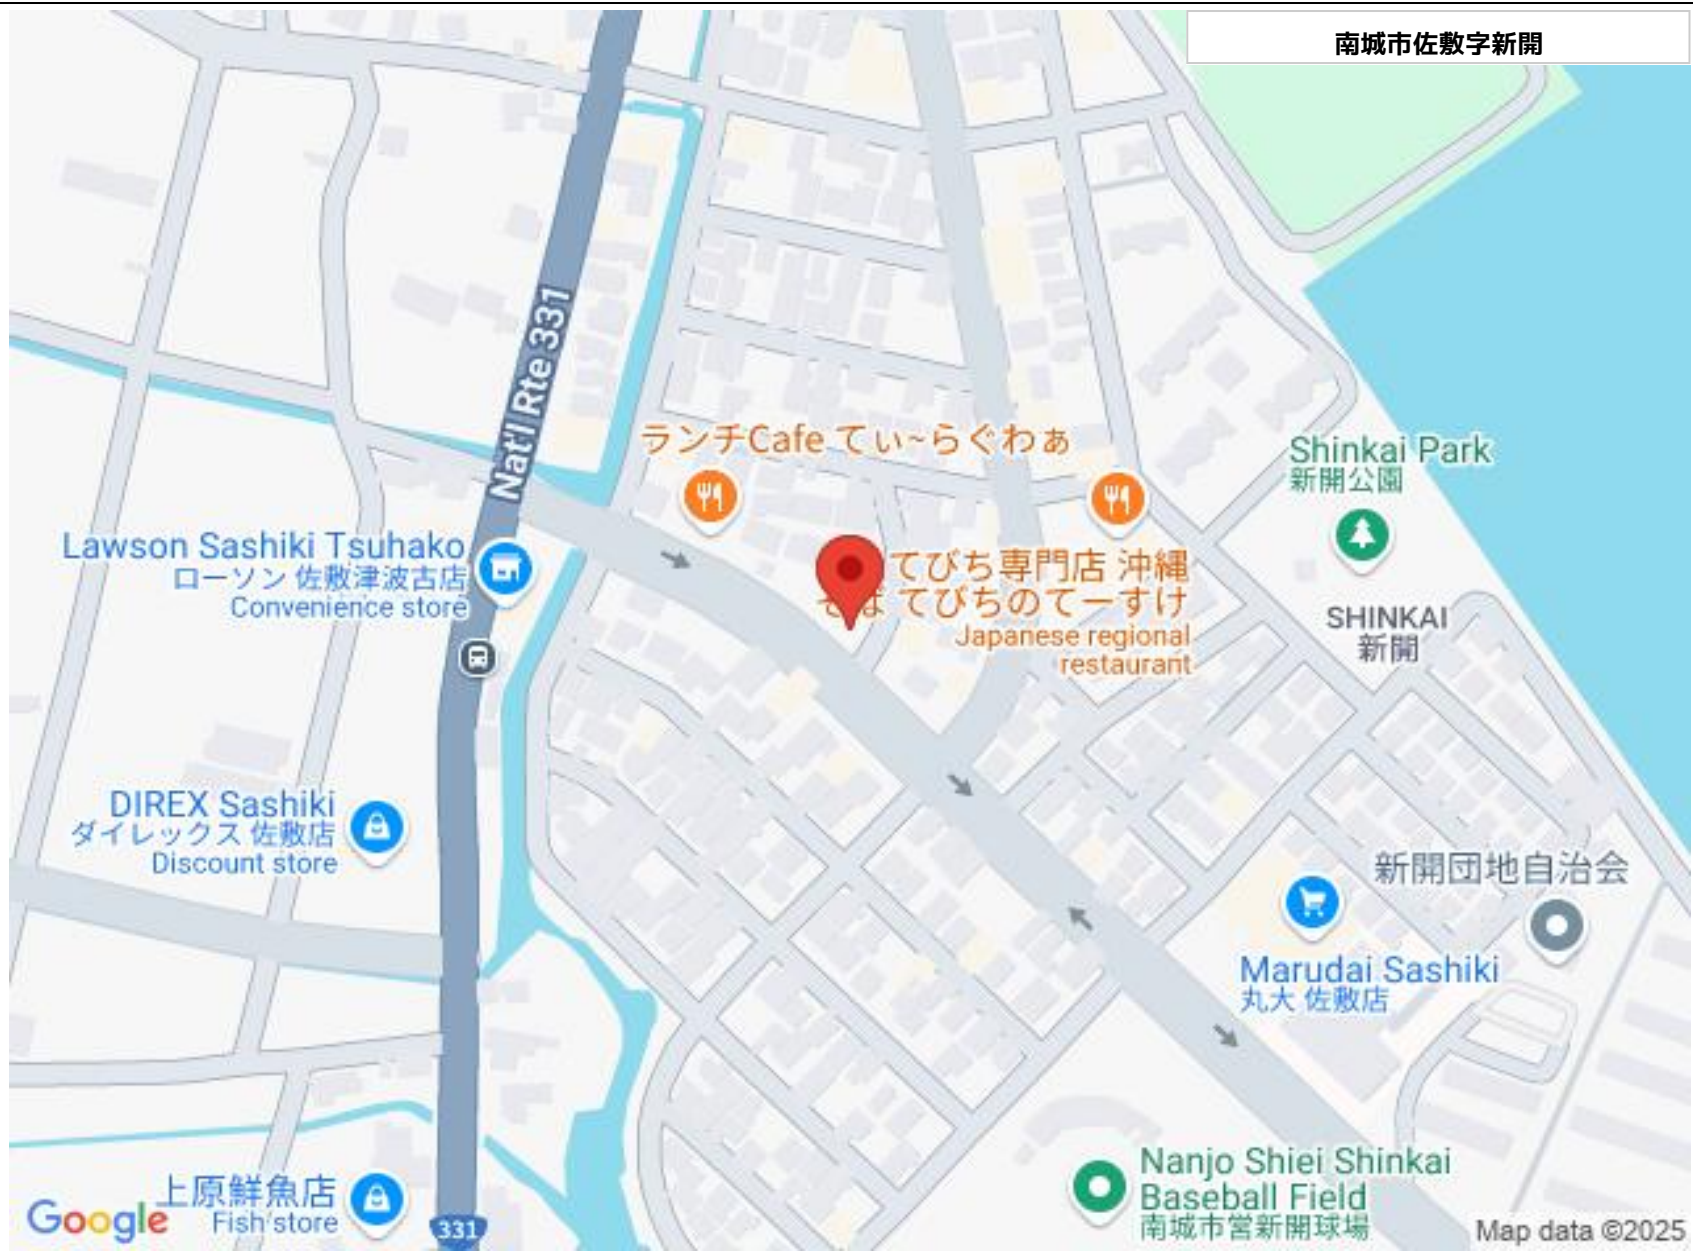 南城市佐敷字新開
Nat'l Rte 331
ランチCafe てぃ~らぐわぁ
Shinkai Park
新開公園
Lawson Sashiki Tsuhako
ローソン 佐敷津波古店
Convenience store
てびち専門店 沖縄
そば てびちのてーすけ
Japanese regional
restaurant
SHINKAI
新開
DIREX Sashiki
ダイレックス 佐敷店
Discount store
新開団地自治会
Marudai Sashiki
丸大 佐敷店
Nanjo Shiei Shinkai
Baseball Field
南城市営新開球場
上原鮮魚店
Fish store
331
Google
Map data ©2025